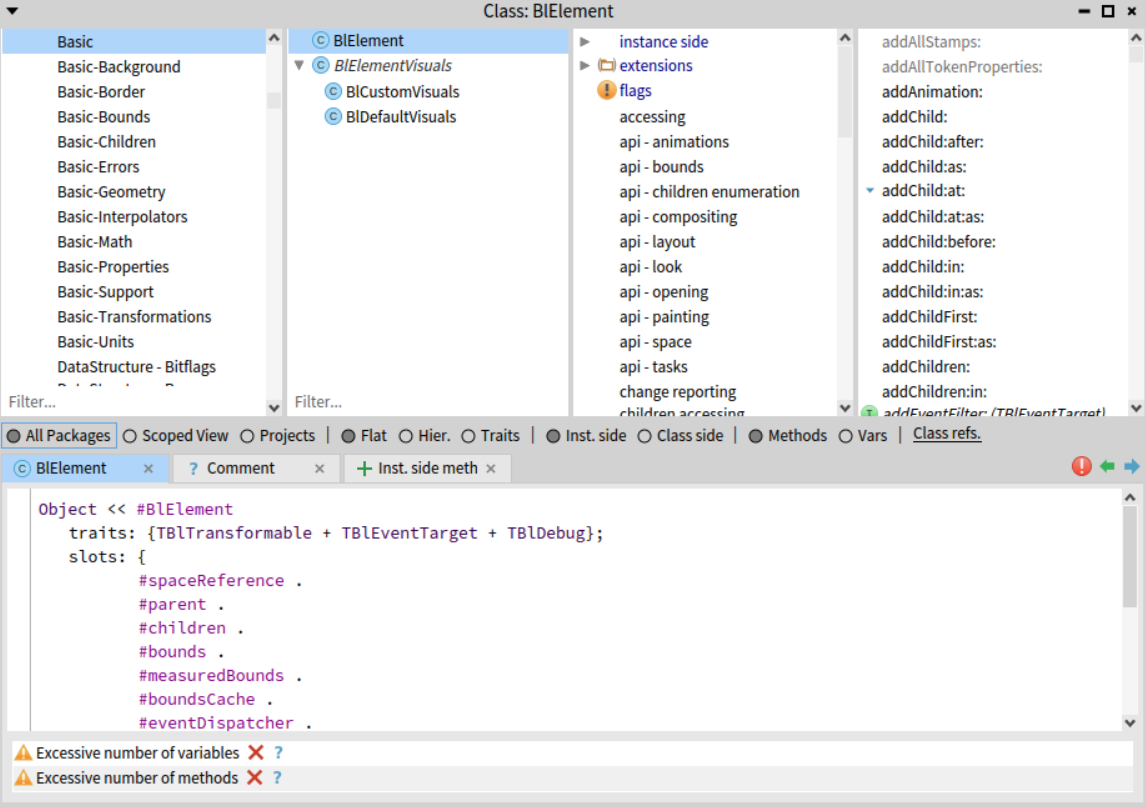 Class: BlElement
Basic
Basic-Background
Basic-Border
Basic-Bounds
Basic-Children
Basic-Errors
Basic-Geometry
Basic-Interpolators
Basic-Math
Basic-Properties
Basic-Support
Basic-Transformations
Basic-Units
DataStructure - Bitflags
Filter...
BlElement
BlElementVisuals
BlCustomVisuals
BlDefaultVisuals
Filter...
instance side
extensions
flags
accessing
api - animations
api - bounds
api - children enumeration
api - compositing
api - layout
api - look
api - opening
api - painting
api - space
api - tasks
change reporting
children accessing
addAllStamps:
addAllTokenProperties:
addAnimation:
addChild:
addChild:after:
addChild:as:
addChild:at:
addChild:at:as:
addChild:before:
addChild:in:
addChild:in:as:
addChildFirst:
addChildFirst:as:
addChildren:
addChildren:in:
addEventFilter: (TBlEventTarget)
All Packages Scoped View Projects | Flat Hier. Traits | Inst. side Class side | Methods Vars | Class refs.
BlElement × ? Comment × + Inst. side meth ×
Object << #BlElement
traits: {TBlTransformable + TBlEventTarget + TBlDebug};
slots: {
#spaceReference .
#parent .
#children .
#bounds .
#measuredBounds .
#boundsCache .
#eventDispatcher .
Excessive number of variables ?
Excessive number of methods ?